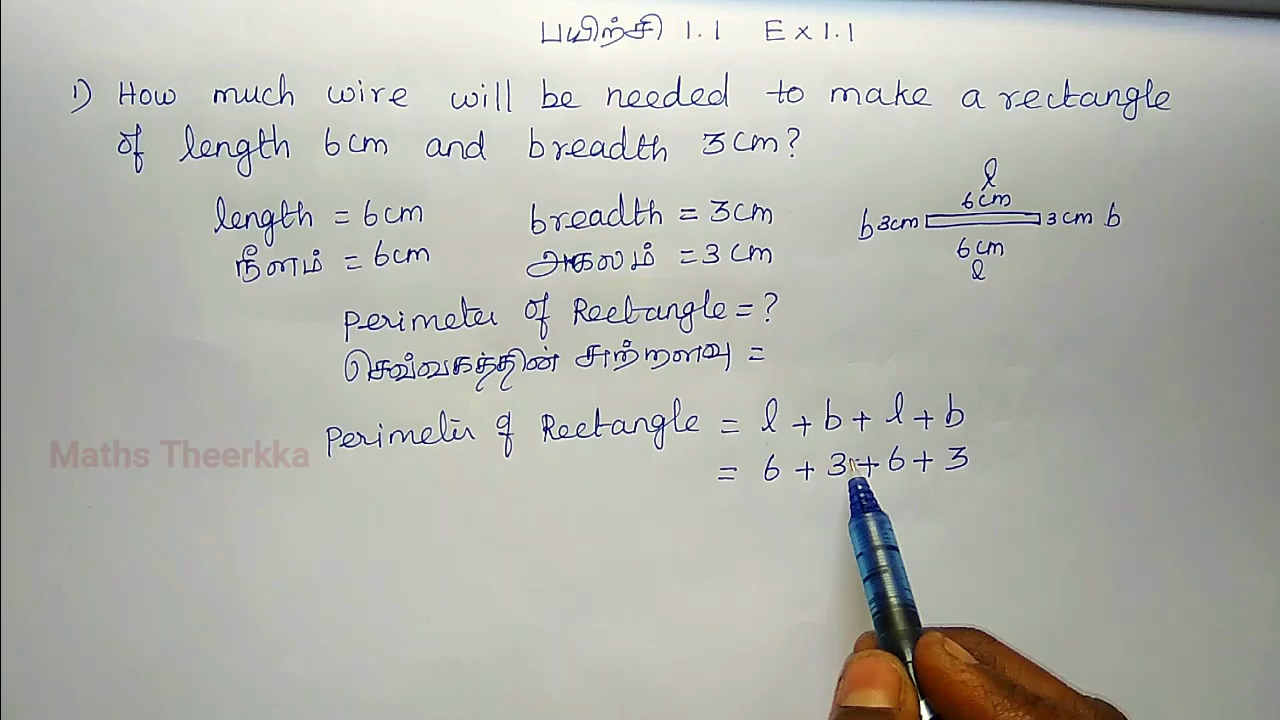 பயிற்சி 1.1 Ex 1.1
1) How much wire will be needed to make a rectangle
of length 6cm and breadth 3cm?
length = 6cm breadth = 3cm
நீளம் = 6cm அகலம் = 3cm
l
6cm
b 3cm 3cm b
6cm
l
Perimeter of Rectangle = ?
செவ்வகத்தின் சுற்றளவு =
Perimeter of Rectangle = l + b + l + b
= 6 + 3 + 6 + 3
Maths Theerkka